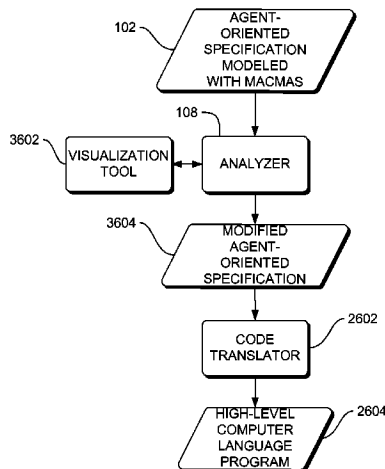 102
AGENT-
ORIENTED
SPECIFICATION
MODELED
WITH MACMAS
108
3602
VISUALIZATION
TOOL
ANALYZER
3604
MODIFIED
AGENT-
ORIENTED
SPECIFICATION
2602
CODE
TRANSLATOR
HIGH-LEVEL
COMPUTER
LANGUAGE
PROGRAM
2604